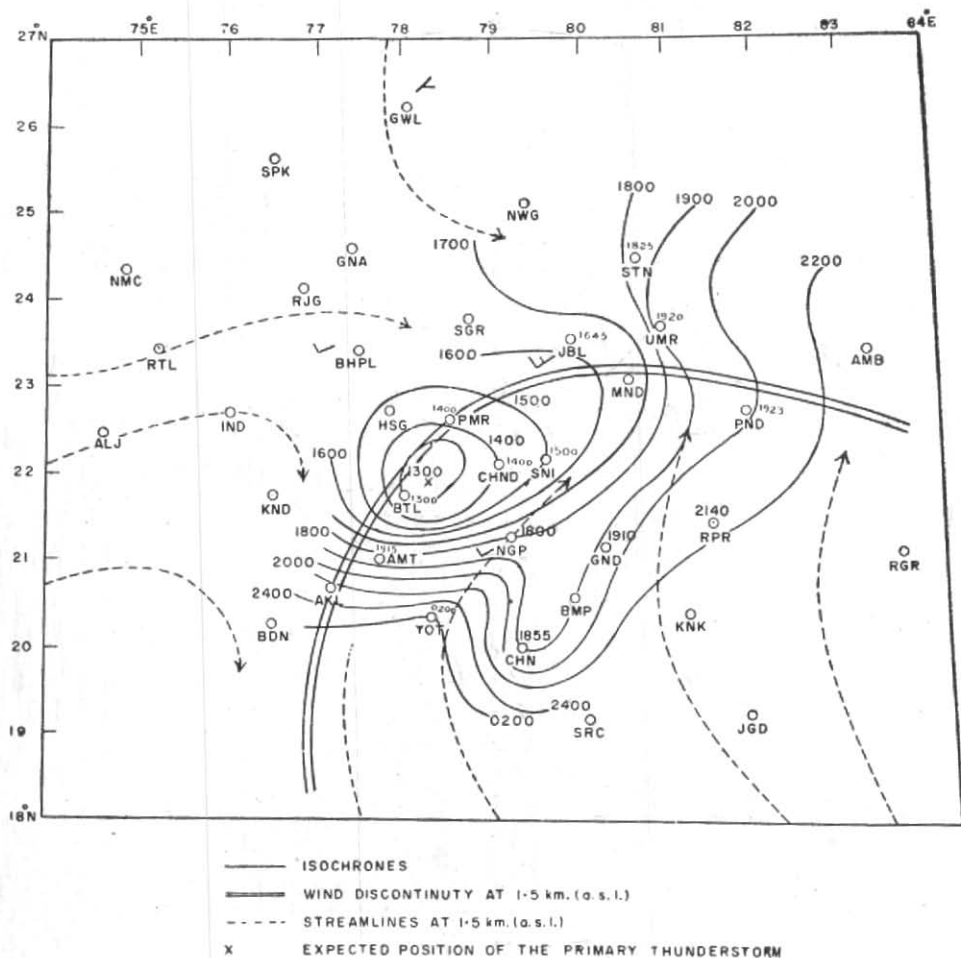 75°E 76 77 78 79 80 81 82 83 84°E
27°N
GWL
26
SPK
1800
1900
2000
25
NWG
1700
1825
2200
GNA
STN
NMC
24
RJG
1920
SGR
1645
UMR
RTL
BHPL
1600
JBL
AMB
23
MND
1400
PMR
1500
1923
IND
HSG
PND
ALJ
1400
1600
1500
22
1300
CHND
1400
SNI
KND
BTL
1300
2140
1800
1800
RPR
1915
NGP
1910
21
AMT
GND
RGR
2000
2400
AKL
BMP
0200
KNK
BDN
YOT
1855
20
CHN
2400
0200
SRC
JGD
19
18°N
ISOCHRONES
WIND DISCONTINUTY AT 1·5 km. (a.s.l.)
STREAMLINES AT 1·5 km. (a.s.l.)
X EXPECTED POSITION OF THE PRIMARY THUNDERSTORM